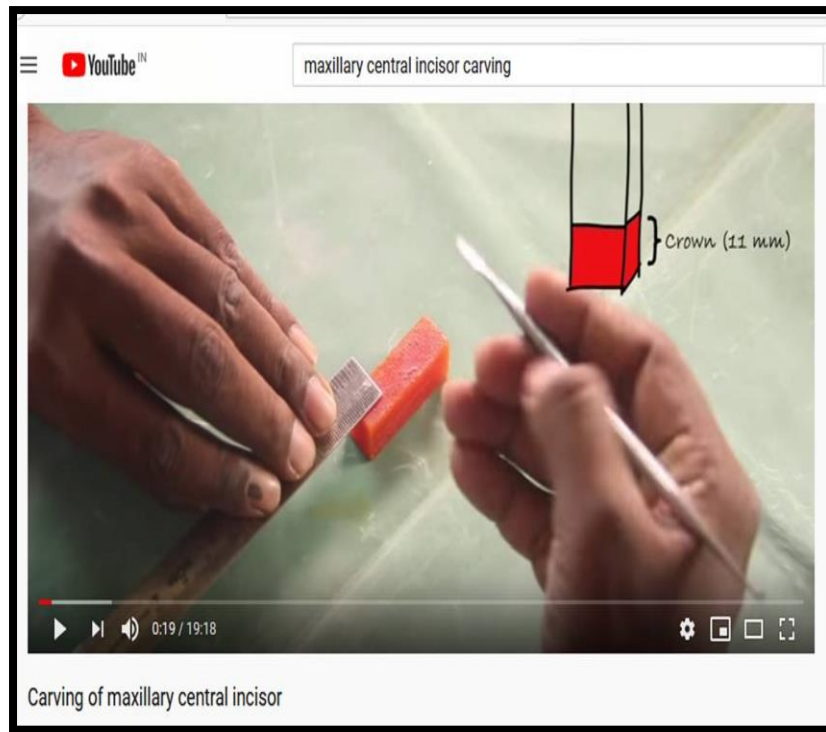 YouTube IN
maxillary central incisor carving
Crown (11 mm)
0:19 / 19:18
Carving of maxillary central incisor